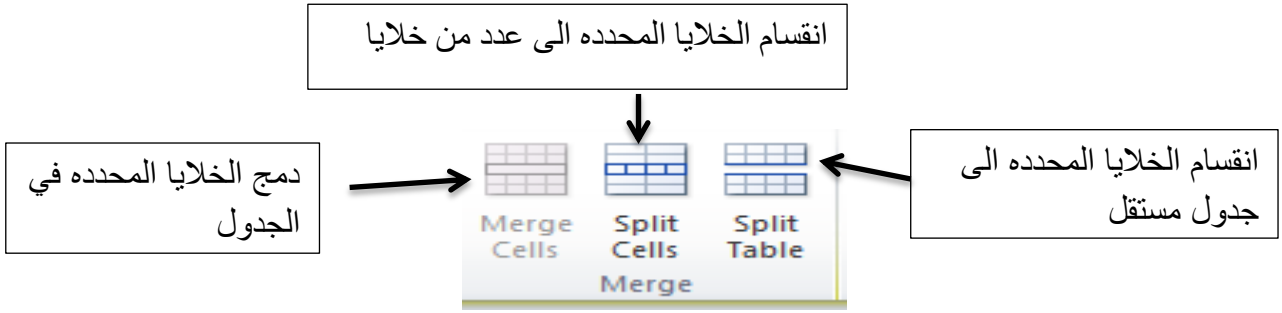 انقسام الخلايا المحدده الى عدد من خلايا
انقسام الخلايا المحدده الى
جدول مستقل
دمج الخلايا المحدده في
الجدول
Merge Cells
Split Cells
Split Table
Merge